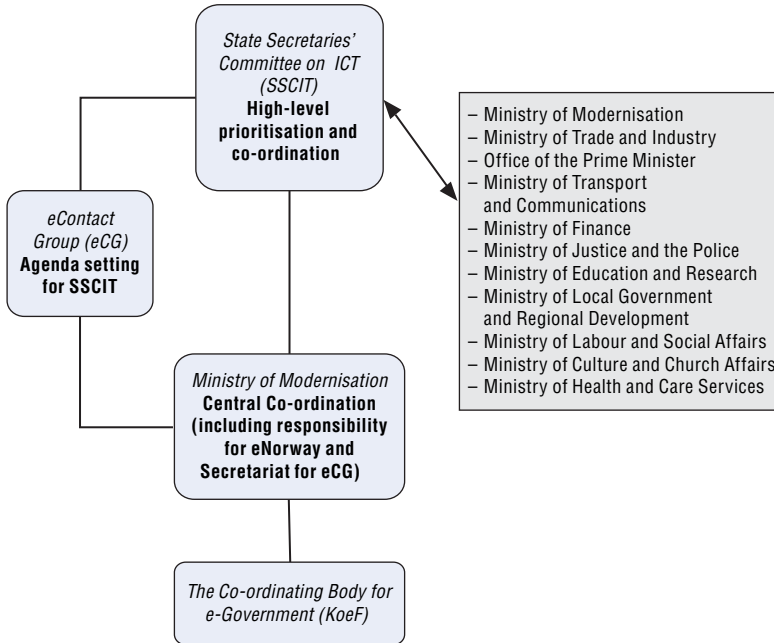 State Secretaries’
Committee on ICT
(SSCIT)
High-level
prioritisation and
co-ordination
eContact
Group (eCG)
Agenda setting
for SSCIT
Ministry of Modernisation
Central Co-ordination
(including responsibility
for eNorway and
Secretariat for eCG)
The Co-ordinating Body for
e-Government (KoeF)
– Ministry of Modernisation
– Ministry of Trade and Industry
– Office of the Prime Minister
– Ministry of Transport
and Communications
– Ministry of Finance
– Ministry of Justice and the Police
– Ministry of Education and Research
– Ministry of Local Government
and Regional Development
– Ministry of Labour and Social Affairs
– Ministry of Culture and Church Affairs
– Ministry of Health and Care Services